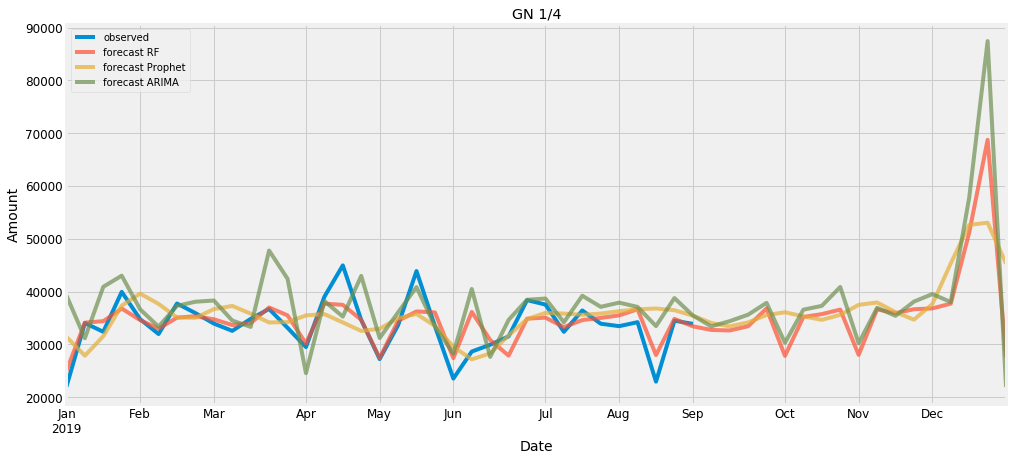 GN 1/4
90000
80000
70000
60000
50000
40000
30000
20000
Amount
observed
forecast RF
forecast Prophet
forecast ARIMA
Jan Feb Mar Apr May Jun Jul Aug Sep Oct Nov Dec
2019
Date